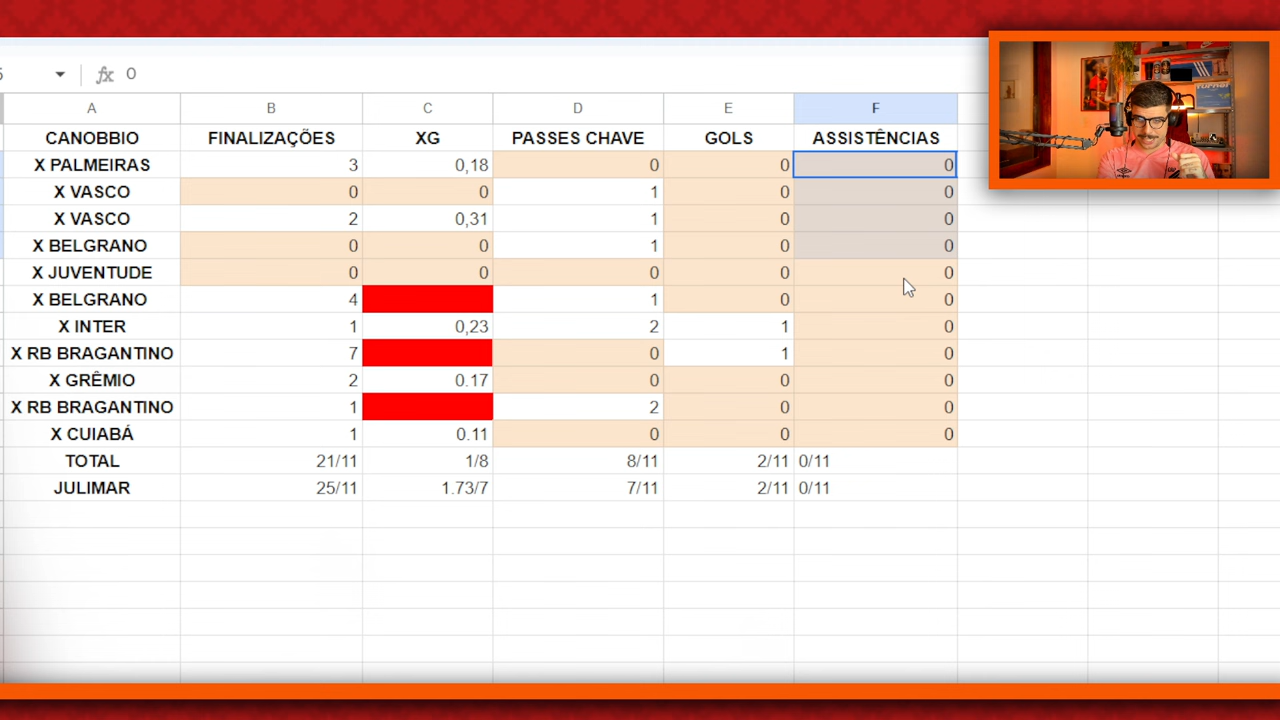 5 fx 0
A B C D E F
CANOBBIO FINALIZAÇÕES XG PASSES CHAVE GOLS ASSISTÊNCIAS
X PALMEIRAS 3 0,18 0 0 0
X VASCO 0 0 1 0 0
X VASCO 2 0,31 1 0 0
X BELGRANO 0 0 1 0 0
X JUVENTUDE 0 0 0 0 0
X BELGRANO 4 1 0 0
X INTER 1 0,23 2 1 0
X RB BRAGANTINO 7 0 1 0
X GRÊMIO 2 0.17 0 0 0
X RB BRAGANTINO 1 2 0 0
X CUIABÁ 1 0.11 0 0 0
TOTAL 21/11 1/8 8/11 2/11 0/11
JULIMAR 25/11 1.73/7 7/11 2/11 0/11